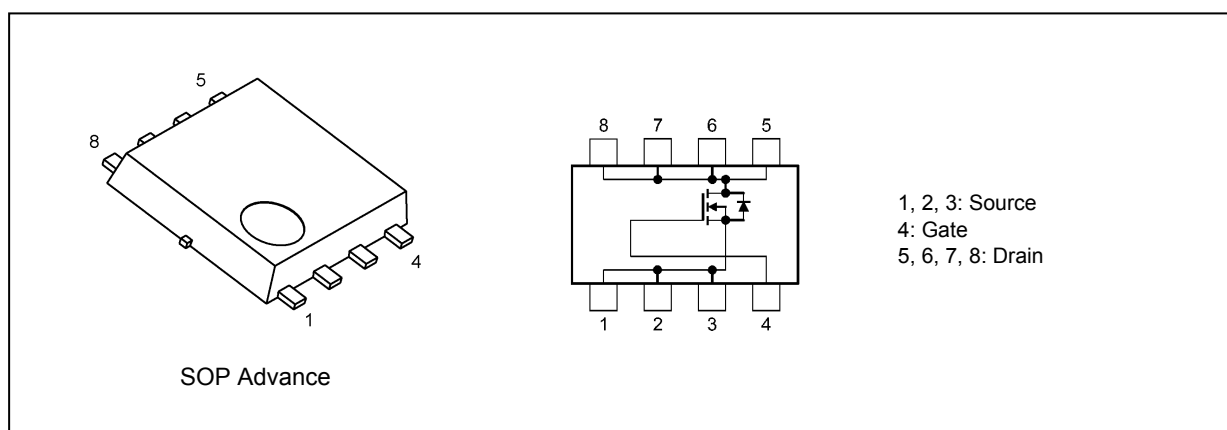 5
8
4
1
SOP Advance
8 7 6 5
1 2 3 4
1, 2, 3: Source
4: Gate
5, 6, 7, 8: Drain